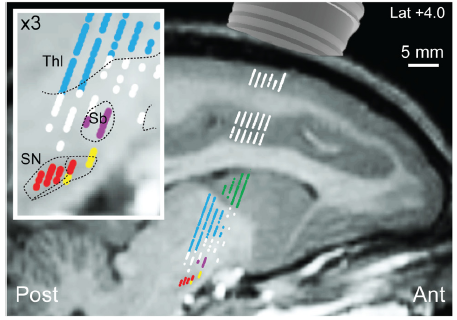 x3
Lat +4.0
5 mm
Thl
Sb
SN
Post
Ant